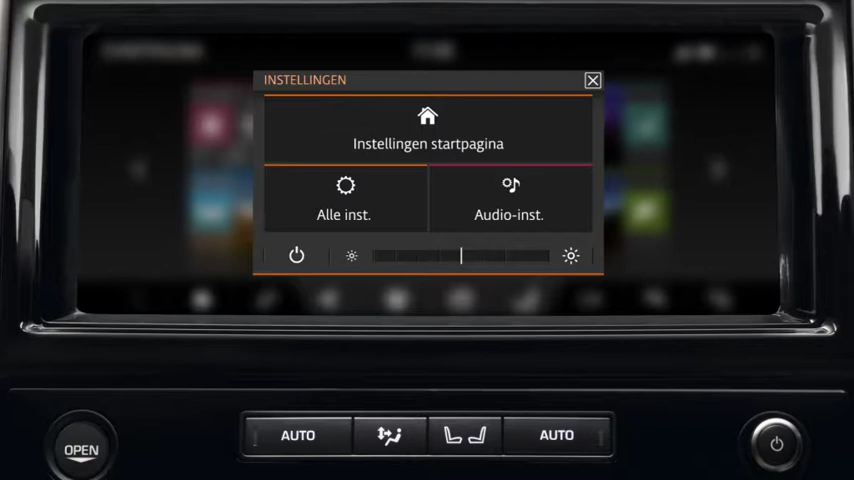 INSTELLINGEN
Instellingen startpagina
Alle inst.
Audio-inst.
OPEN
AUTO
AUTO